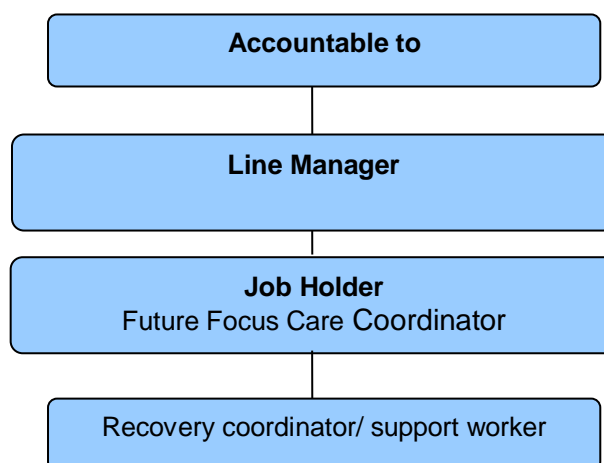 Accountable to
Line Manager
Job Holder
Future Focus Care Coordinator
Recovery coordinator/ support worker